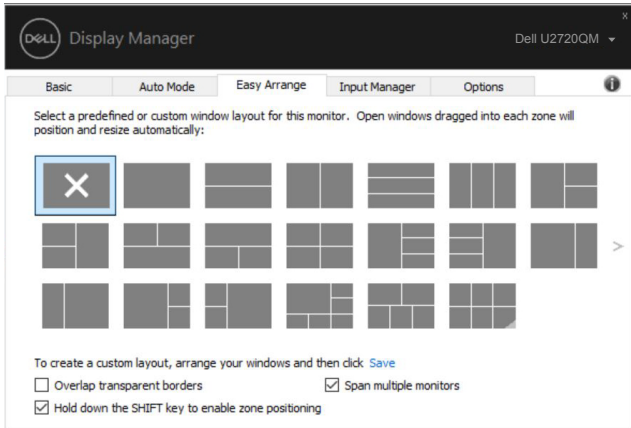 x
DELL Display Manager Dell U2720QM
Basic Auto Mode Easy Arrange Input Manager Options i
Select a predefined or custom window layout for this monitor. Open windows dragged into each zone will
position and resize automatically:
>
To create a custom layout, arrange your windows and then click Save
Overlap transparent borders Span multiple monitors
Hold down the SHIFT key to enable zone positioning